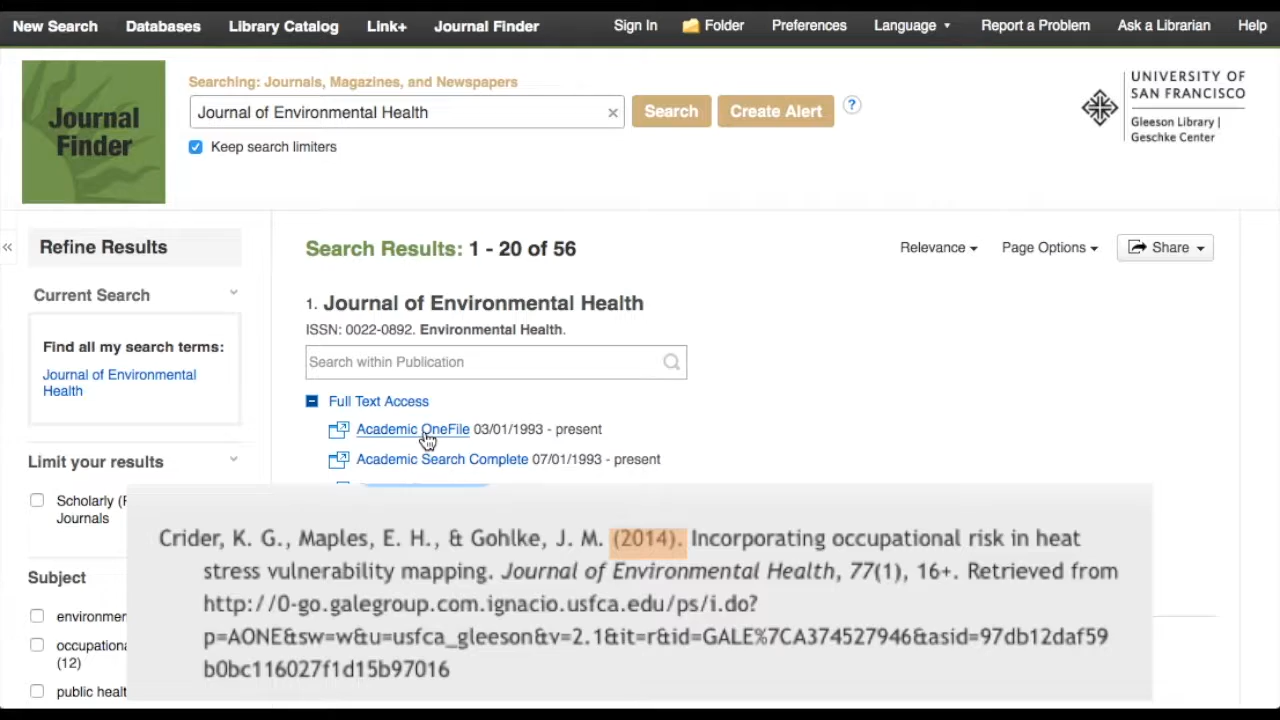 New Search Databases Library Catalog Link+ Journal Finder Sign In Folder Preferences Language Report a Problem Ask a Librarian Help
Journal
Finder
Searching: Journals, Magazines, and Newspapers
Journal of Environmental Health
Search
Create Alert
?
Keep search limiters
UNIVERSITY OF
SAN FRANCISCO
Gleeson Library |
Geschke Center
«
Refine Results
Current Search
Find all my search terms:
Journal of Environmental
Health
Limit your results
Scholarly (
Journals
Subject
environmen
occupationa
(12)
public healt
Search Results: 1 - 20 of 56
Relevance Page Options Share
1. Journal of Environmental Health
ISSN: 0022-0892. Environmental Health.
Search within Publication
Full Text Access
Academic OneFile 03/01/1993 - present
Academic Search Complete 07/01/1993 - present
Crider, K. G., Maples, E. H., & Gohlke, J. M. (2014). Incorporating occupational risk in heat
stress vulnerability mapping. Journal of Environmental Health, 77(1), 16+. Retrieved from
http://0-go.galegroup.com.ignacio.usfca.edu/ps/i.do?
p=AONE&sw=w&u=usfca_gleeson&v=2.1&it=r&id=GALE%7CA374527946&asid=97db12daf59
b0bc116027f1d15b97016